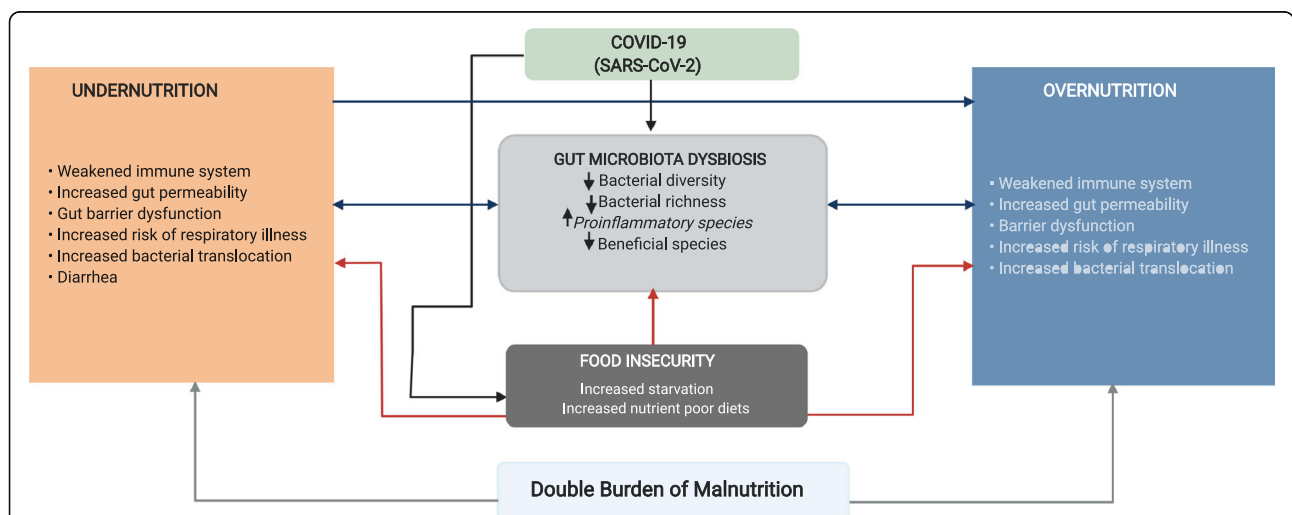 COVID-19
(SARS-CoV-2)
UNDERNUTRITION
• Weakened immune system
• Increased gut permeability
• Gut barrier dysfunction
• Increased risk of respiratory illness
• Increased bacterial translocation
• Diarrhea
GUT MICROBIOTA DYSBIOSIS
↓ Bacterial diversity
↓ Bacterial richness
↑ Proinflammatory species
↓ Beneficial species
OVERNUTRITION
• Weakened immune system
• Increased gut permeability
• Barrier dysfunction
• Increased risk of respiratory illness
• Increased bacterial translocation
FOOD INSECURITY
Increased starvation
Increased nutrient poor diets
Double Burden of Malnutrition